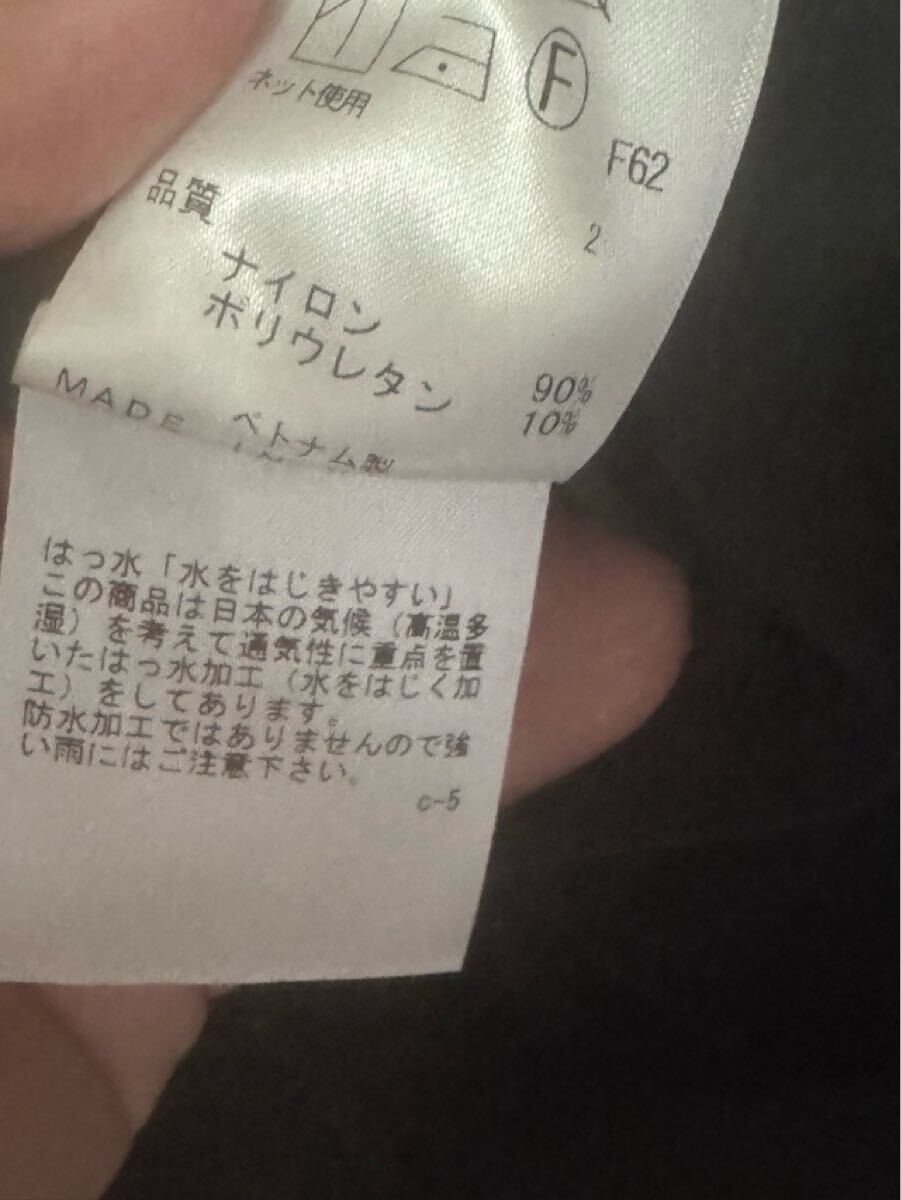 ネット使用
F
F62
2
品質
ナイロン 90%
ポリウレタン 10%
ベトナム製
MADE
はっ水「水をはじきやすい」
この商品は日本の気候（高温多
湿）を考えて通気性に重点を置
いたはっ水加工（水をはじく加
工）をしてあります。
防水加工ではありませんので強
い雨にはご注意下さい。
c-5